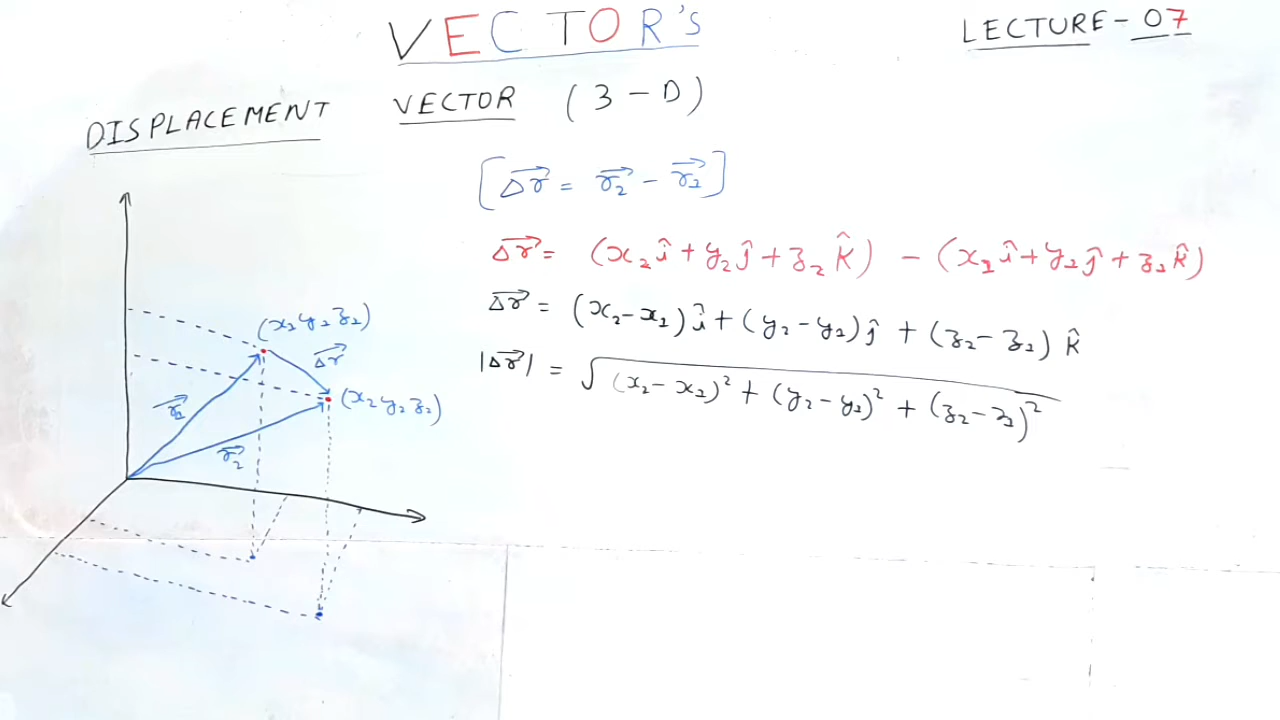 VECTOR's
LECTURE-07
DISPLACEMENT VECTOR (3-D)
[Δr⃗ = r⃗₂ - r⃗₁]
Δr⃗ = (x₂î + y₂ĵ + z₂k̂) - (x₁î + y₁ĵ + z₁k̂)
Δr⃗ = (x₂-x₁)î + (y₂-y₁)ĵ + (z₂-z₁)k̂
|Δr⃗| = √(x₂-x₁)² + (y₂-y₁)² + (z₂-z₁)²
(x₁y₁z₁)
Δr⃗
(x₂y₂z₂)
r⃗₁
r⃗₂